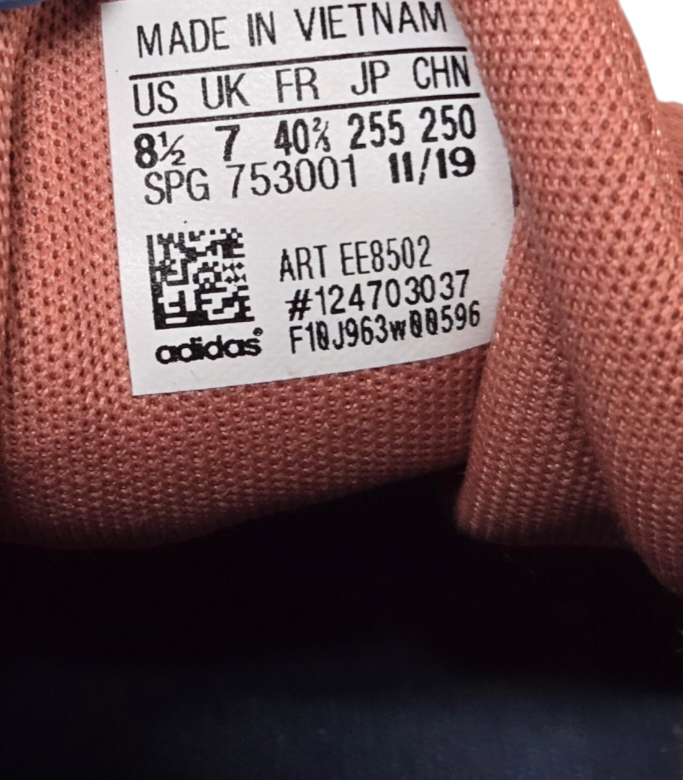 MADE IN VIETNAM
US UK FR JP CHN
8½ 7 40⅔ 255 250
SPG 753001 11/19
ART EE8502
#124703037
F10J963w00596
adidas®